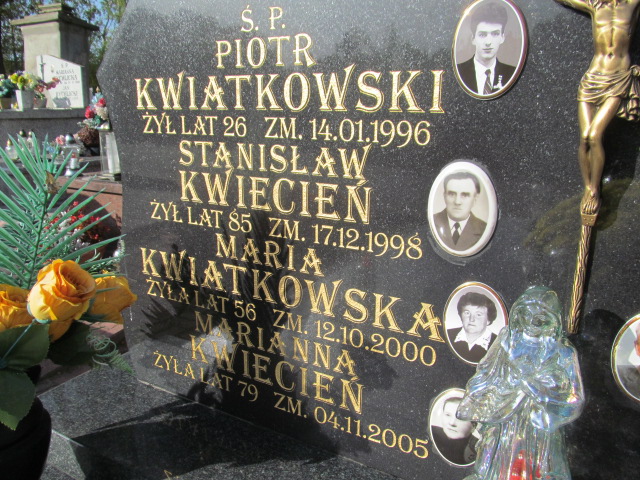 Ś. P.
PIOTR
KWIATKOWSKI
ŻYŁ LAT 26 ZM. 14.01.1996
STANISŁAW
KWIECIEŃ
ŻYŁ LAT 85 ZM. 17.12.1998
MARIA
KWIATKOWSKA
ŻYŁA LAT 56 ZM. 12.10.2000
MARIANNA
KWIECIEŃ
ŻYŁA LAT 79 ZM. 04.11.2005